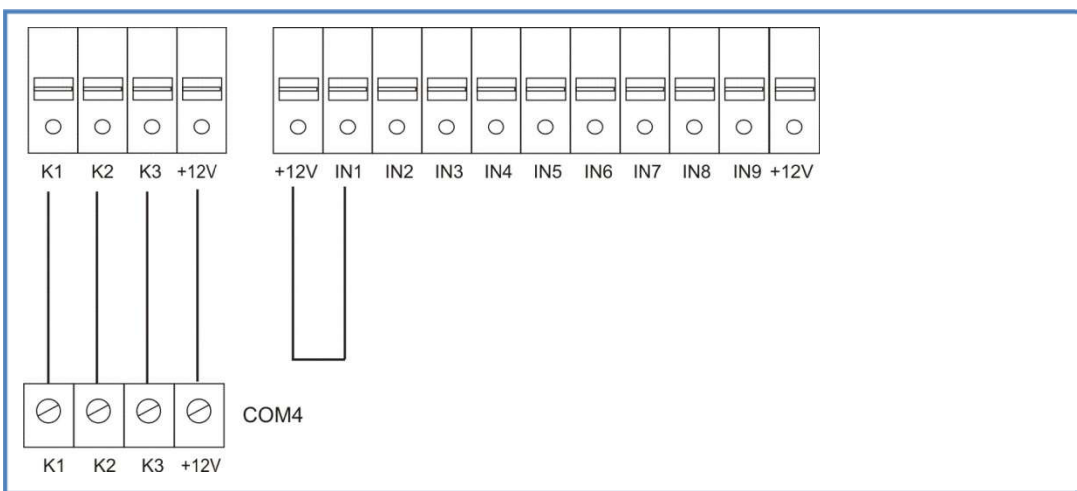 K1 K2 K3 +12V +12V IN1 IN2 IN3 IN4 IN5 IN6 IN7 IN8 IN9 +12V
COM4
K1 K2 K3 +12V